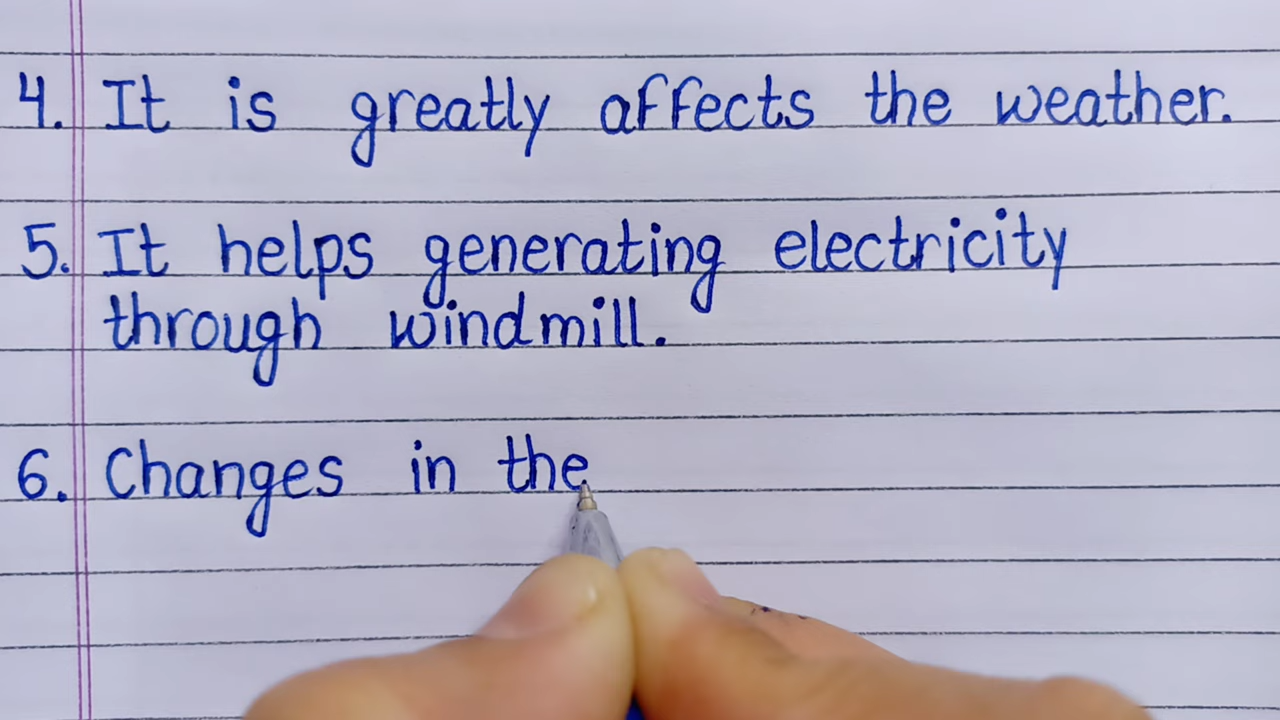 4. It is greatly affects the weather.
5. It helps generating electricity
through windmill.
6. Changes in the